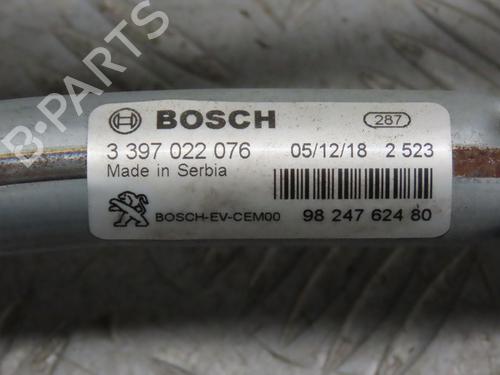 BOSCH
287
3 397 022 076 05/12/18 2 523
Made in Serbia
BOSCH-EV-CEM00 98 247 624 80
B-PARTS